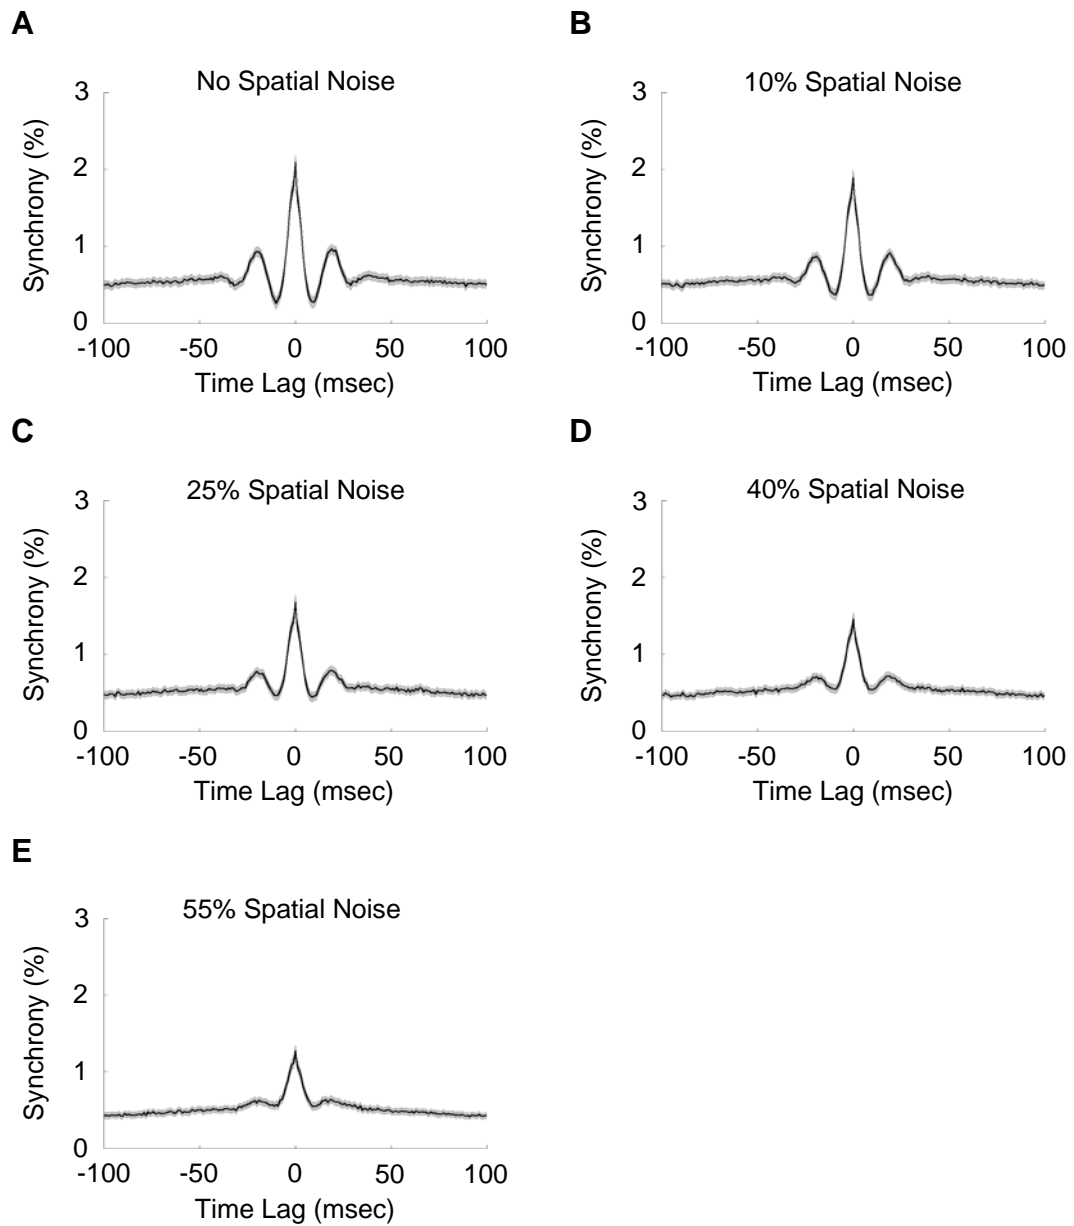 A
No Spatial Noise
3
2
1
0
Synchrony (%)
-100 -50 0 50 100
Time Lag (msec)
B
10% Spatial Noise
3
2
1
0
Synchrony (%)
-100 -50 0 50 100
Time Lag (msec)
C
25% Spatial Noise
3
2
1
0
Synchrony (%)
-100 -50 0 50 100
Time Lag (msec)
D
40% Spatial Noise
3
2
1
0
Synchrony (%)
-100 -50 0 50 100
Time Lag (msec)
E
55% Spatial Noise
3
2
1
0
Synchrony (%)
-100 -50 0 50 100
Time Lag (msec)